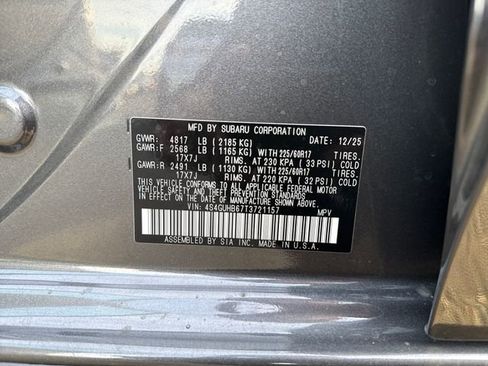 MFD BY SUBARU CORPORATION DATE: 12/25
GVWR: 4817 LB (2185 KG)
GAWR:F 2568 LB (1165 KG) WITH 225/60R17 TIRES.
17X7J RIMS. AT 230 KPA (33 PSI) COLD
GAWR:R 2491 LB (1130 KG) WITH 225/60R17 TIRES.
17X7J RIMS. AT 220 KPA (32 PSI) COLD
THIS VEHICLE CONFORMS TO ALL APPLICABLE FEDERAL MOTOR
VEHICLE SAFETY AND THEFT PREVENTION STANDARDS
IN EFFECT ON THE DATE OF MANUFACTURE SHOWN ABOVE.
VIN: 4S4GUHB67T3721157 MPV
ASSEMBLED BY SIA INC. IN U.S.A.